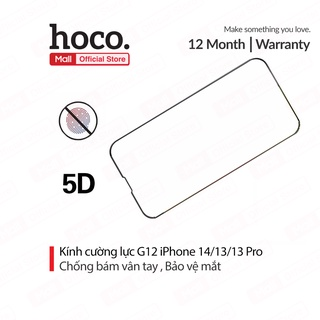 hoco.
Mall | Official Store
Make something you love.
12 Month | Warranty
5D
Kính cường lực G12 iPhone 14/13/13 Pro
Chống bám vân tay , Bảo vệ mắt